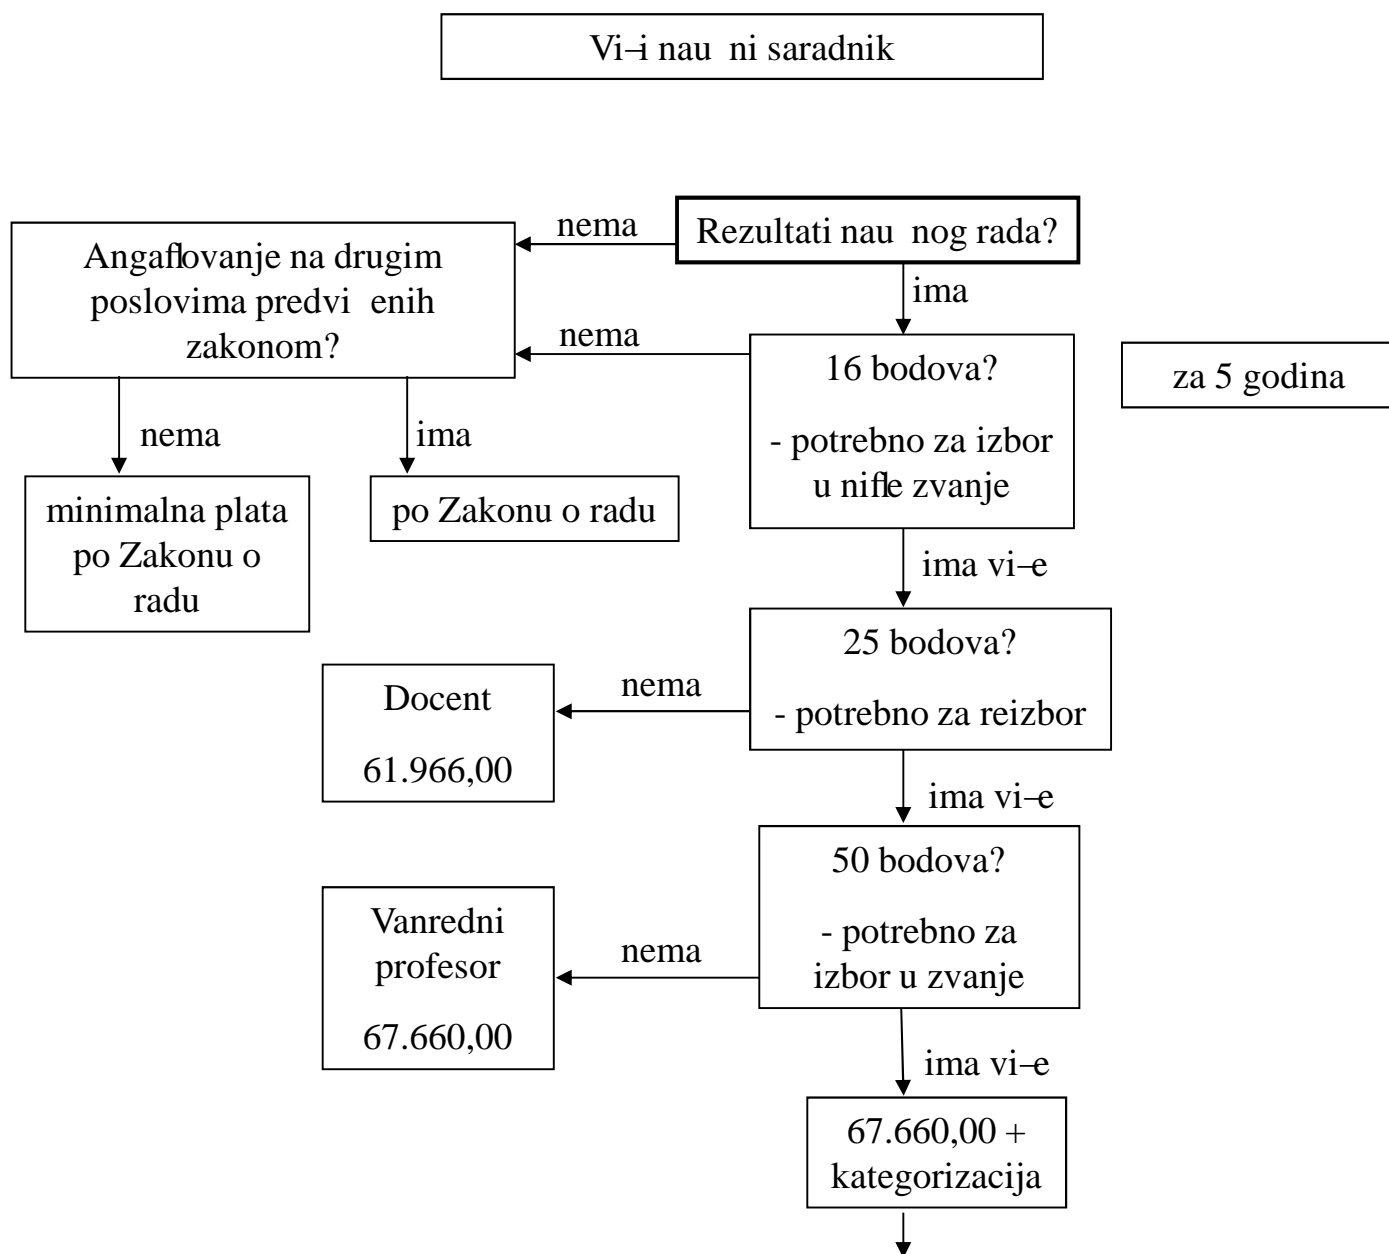 Vi–i nau ni saradnik
nema
Rezultati nau nog rada?
Angaflovanje na drugim
poslovima predvi enih
zakonom?
ima
nema
16 bodova?
- potrebno za izbor
u nifle zvanje
za 5 godina
nema
ima
minimalna plata
po Zakonu o
radu
po Zakonu o radu
ima vi–e
25 bodova?
- potrebno za reizbor
nema
Docent
61.966,00
ima vi–e
50 bodova?
- potrebno za
izbor u zvanje
nema
Vanredni
profesor
67.660,00
ima vi–e
67.660,00 +
kategorizacija